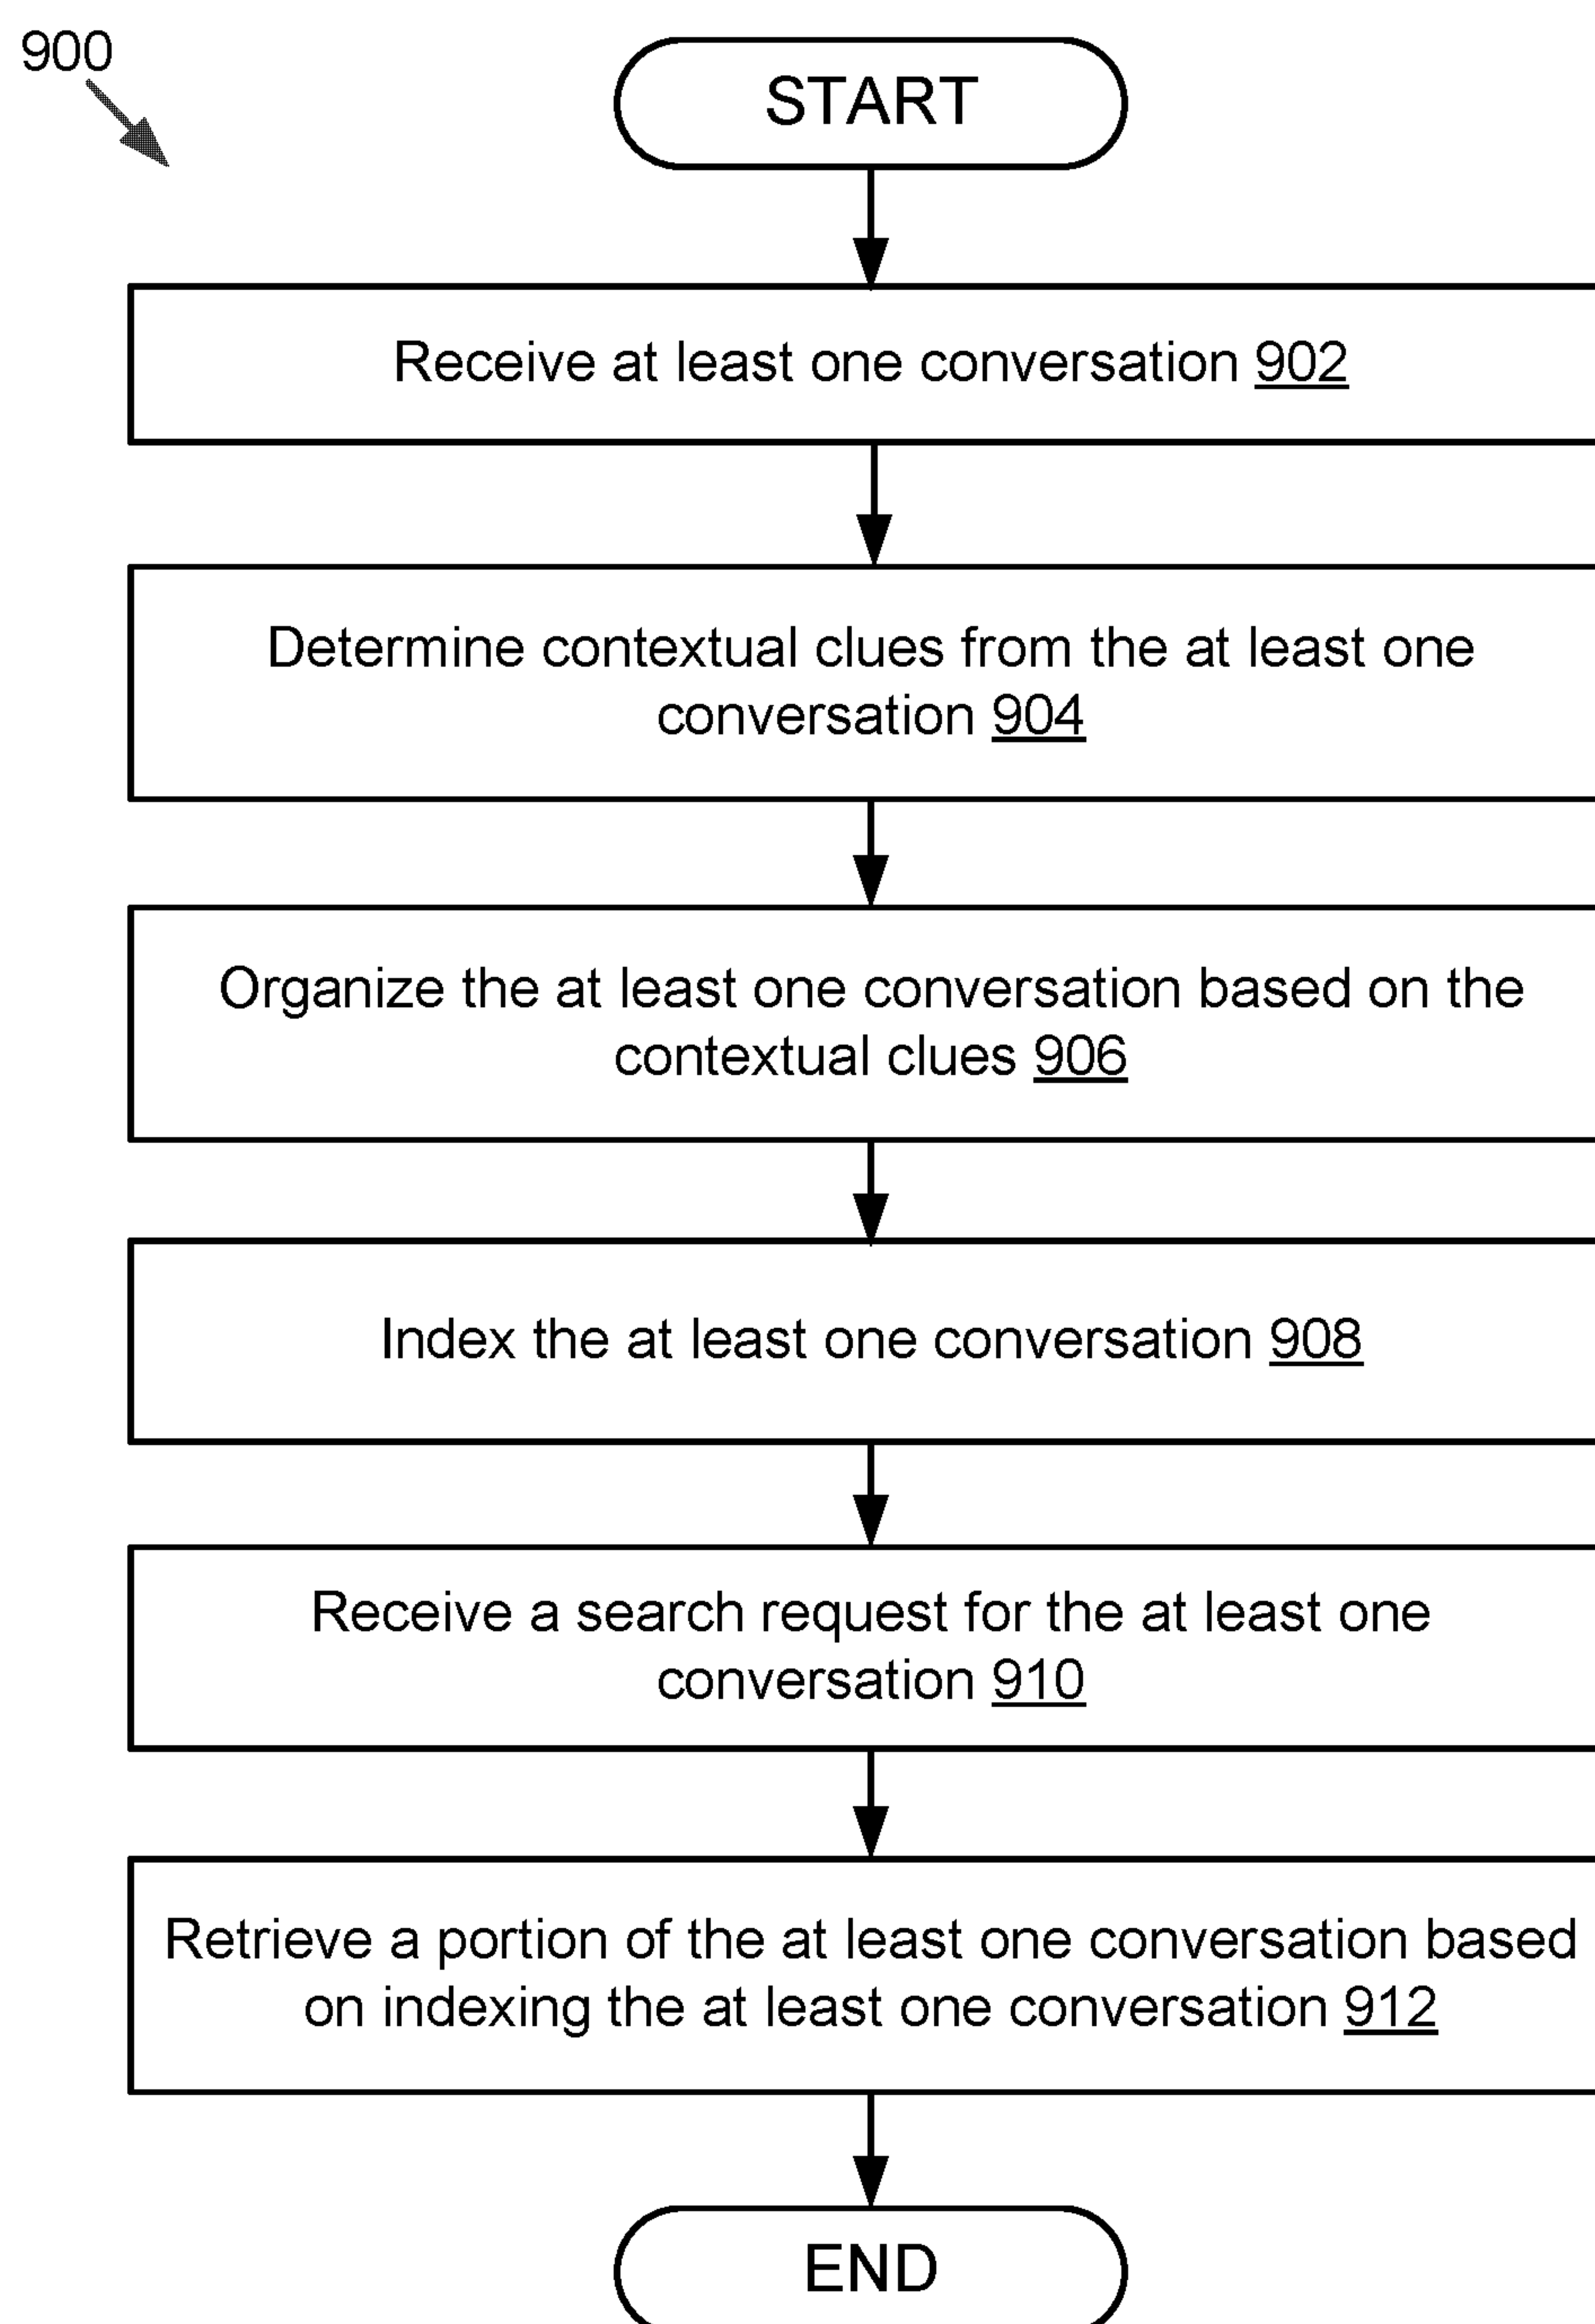 900
START
Receive at least one conversation 902
Determine contextual clues from the at least one
conversation 904
Organize the at least one conversation based on the
contextual clues 906
Index the at least one conversation 908
Receive a search request for the at least one
conversation 910
Retrieve a portion of the at least one conversation based
on indexing the at least one conversation 912
END